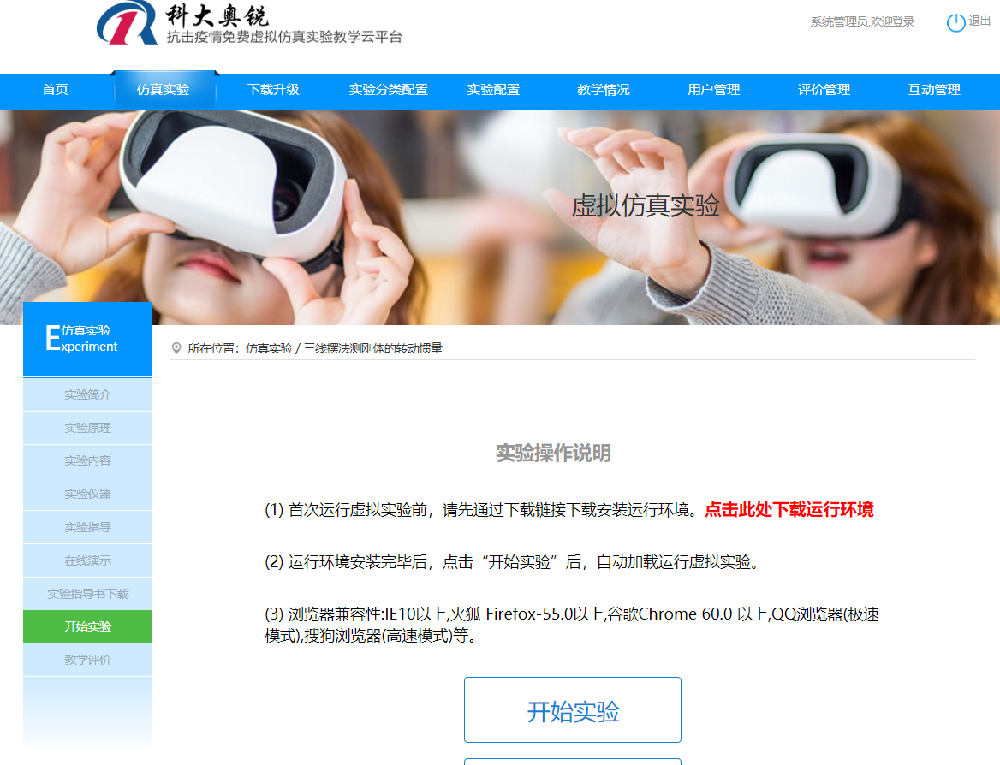 科大奥锐
抗击疫情免费虚拟仿真实验教学云平台
系统管理员,欢迎登录
退出
首页
仿真实验
下载升级
实验分类配置
实验配置
教学情况
用户管理
评价管理
互动管理
虚拟仿真实验
仿真实验
Experiment
所在位置：仿真实验 / 三线摆法测刚体的转动惯量
实验简介
实验原理
实验内容
实验仪器
实验指导
在线演示
实验指导书下载
开始实验
教学评价
实验操作说明
(1) 首次运行虚拟实验前，请先通过下载链接下载安装运行环境。点击此处下载运行环境
(2) 运行环境安装完毕后，点击“开始实验”后，自动加载运行虚拟实验。
(3) 浏览器兼容性:IE10以上,火狐 Firefox-55.0以上,谷歌Chrome 60.0 以上,QQ浏览器(极速
模式),搜狗浏览器(高速模式)等。
开始实验